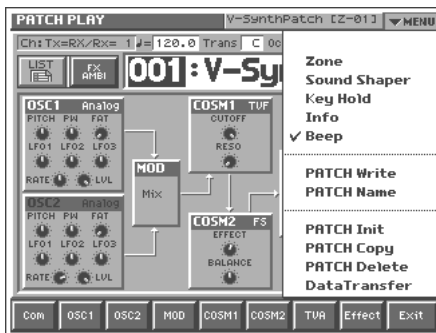 PATCH PLAY V-SynthPatch [Z-01] ▼MENU
Ch:Tx=RX/Rx= 1 ♩= 120.0 Trans C Oc
LIST FX AMBI 001:V-Sy
Zone
Sound Shaper
Key Hold
Info
✓ Beep
PATCH Write
PATCH Name
PATCH Init
PATCH Copy
PATCH Delete
DataTransfer
OSC1 Analog
PITCH PW FAT
LFO1 LFO2 LFO3
RATE LVL
OSC2 Analog
PITCH PW FAT
LFO1 LFO2 LFO3
RATE LVL
MOD
Mix
COSM1 TVF
CUTOFF
RESO
COSM2 FS
EFFECT
BALANCE
Com OSC1 OSC2 MOD COSM1 COSM2 TVA Effect Exit